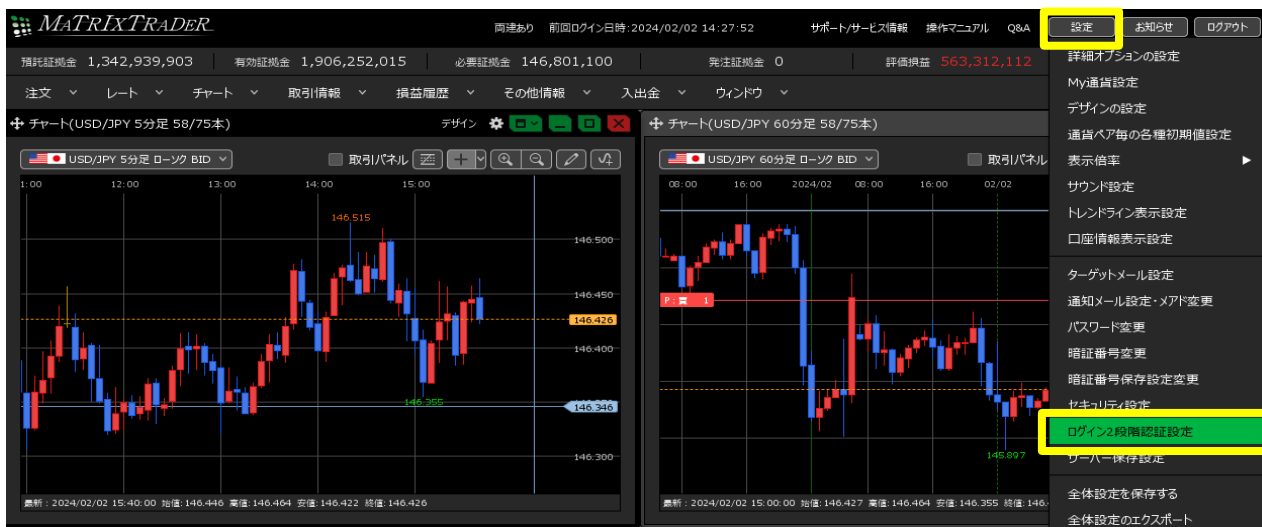 MATRIXTRADER
両建あり 前回ログイン日時:2024/02/02 14:27:52 サポート/サービス情報 操作マニュアル Q&A 設定 お知らせ ログアウト
預託証拠金 1,342,939,903 有効証拠金 1,906,252,015 必要証拠金 146,801,100 発注証拠金 0 評価損益 563,312,112
注文 レート チャート 取引情報 損益履歴 その他情報 入出金 ウィンドウ
チャート(USD/JPY 5分足 58/75本) デザイン
USD/JPY 5分足 ローソク BID 取引パネル
1:00 12:00 13:00 14:00 15:00
146.515
146.500
146.450
146.426
146.400
146.355
146.346
146.300
最新:2024/02/02 15:40:00 始値:146.446 高値:146.464 安値:146.422 終値:146.426
チャート(USD/JPY 60分足 58/75本)
USD/JPY 60分足 ローソク BID 取引パネル
08:00 16:00 2024/02 08:00 16:00 02/02
P:買 1
145.897
最新:2024/02/02 15:00:00 始値:146.427 高値:146.464 安値:146.355 終値:146.
詳細オプションの設定
My通貨設定
デザインの設定
通貨ペア毎の各種初期値設定
表示倍率
サウンド設定
トレンドライン表示設定
口座情報表示設定
ターゲットメール設定
通知メール設定・メアド変更
パスワード変更
暗証番号変更
暗証番号保存設定変更
セキュリティ設定
ログイン2段階認証設定
サーバー保存設定
全体設定を保存する
全体設定のエクスポート